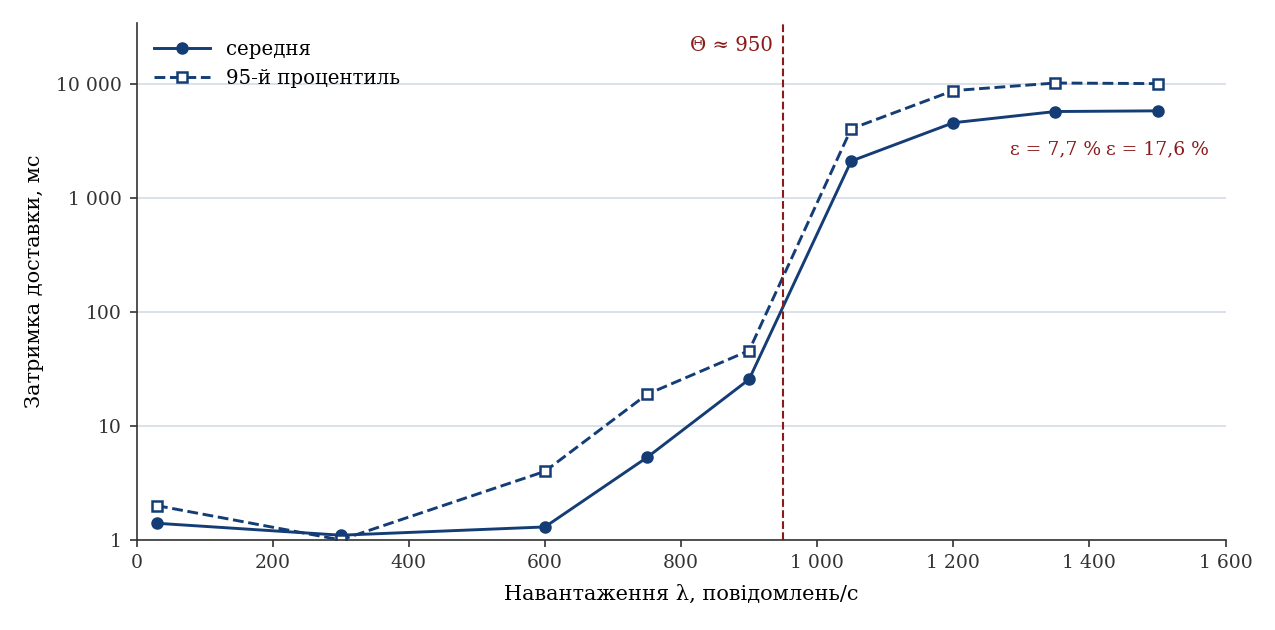 середня
95-й процентиль
Θ ≈ 950
10 000
1 000
100
10
1
Затримка доставки, мс
ε = 7,7 % ε = 17,6 %
0 200 400 600 800 1 000 1 200 1 400 1 600
Навантаження λ, повідомлень/с